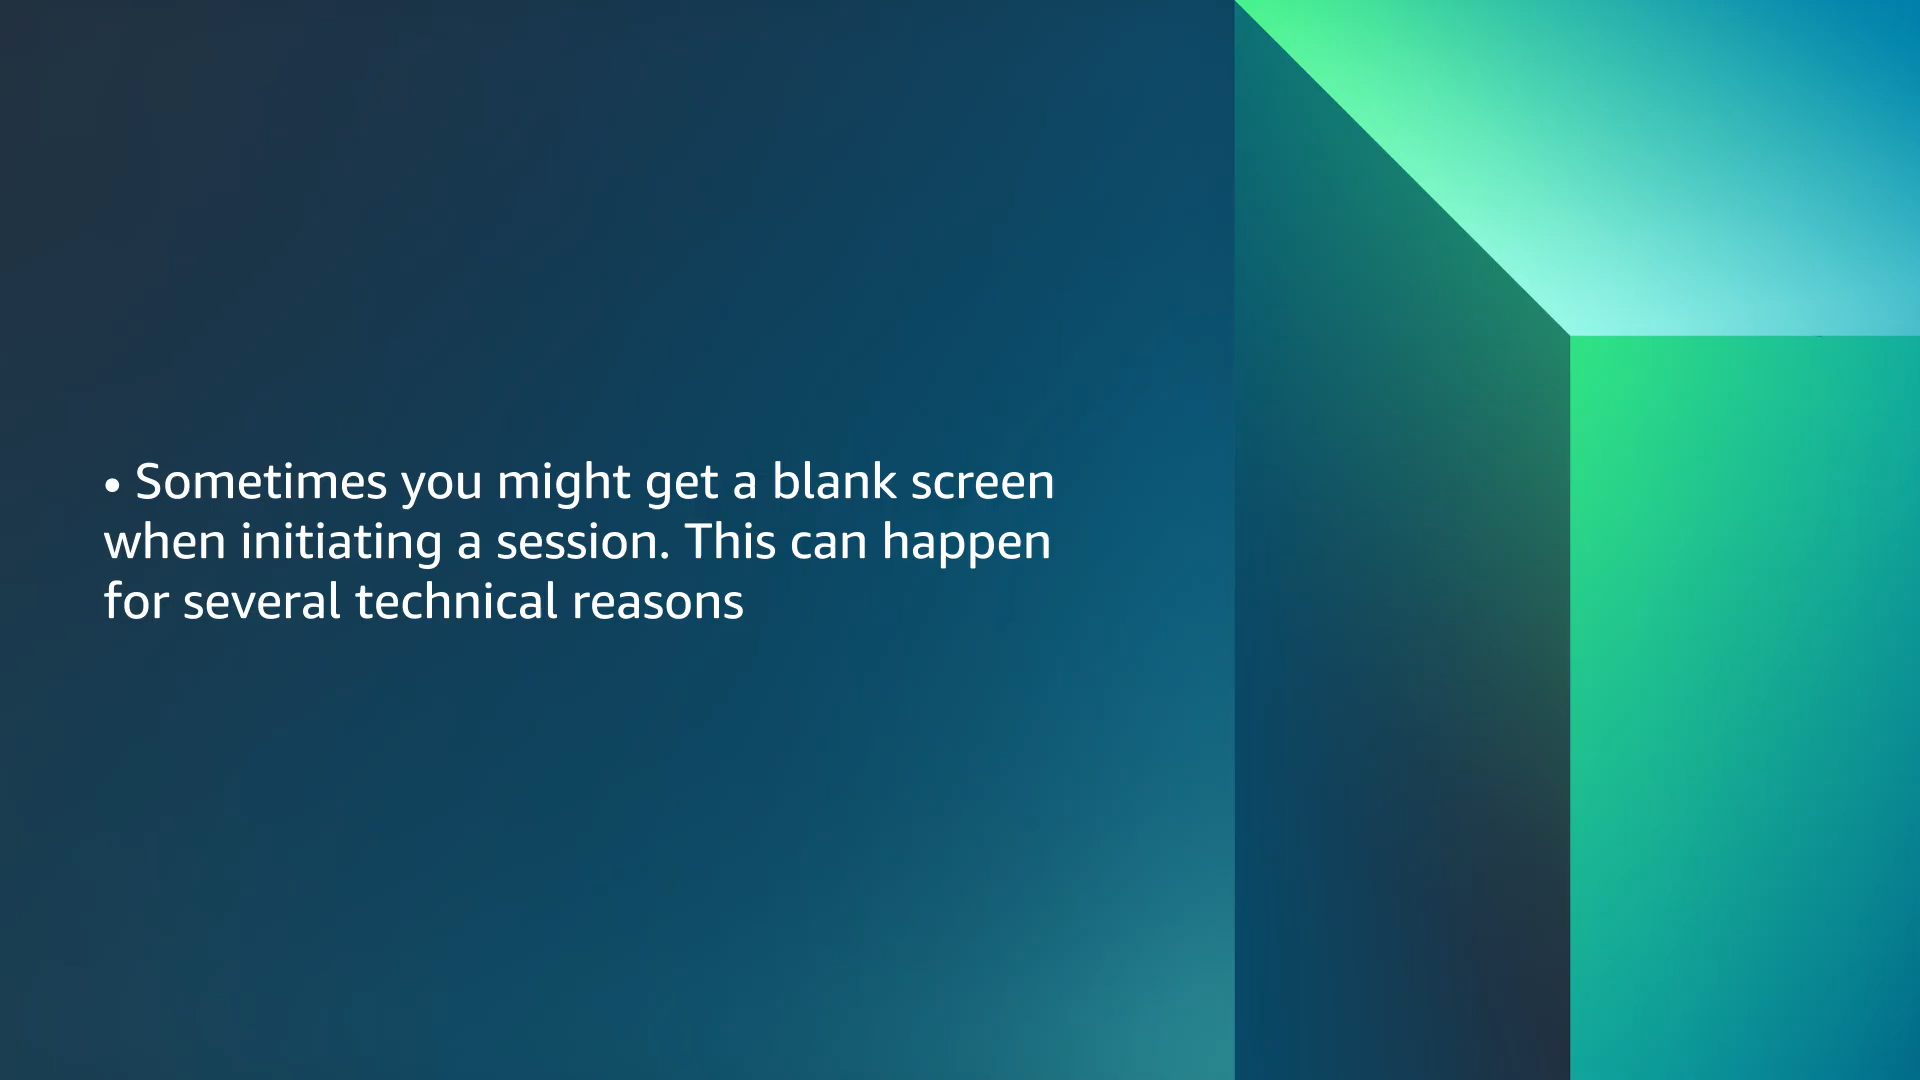 • Sometimes you might get a blank screen
when initiating a session. This can happen
for several technical reasons